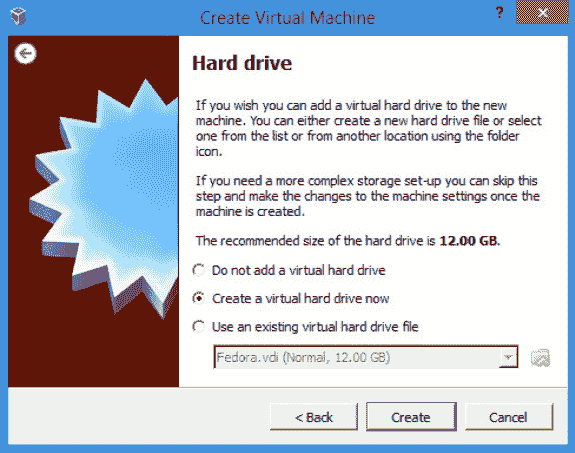 Create Virtual Machine
?
Hard drive
If you wish you can add a virtual hard drive to the new
machine. You can either create a new hard drive file or select
one from the list or from another location using the folder
icon.
If you need a more complex storage set-up you can skip this
step and make the changes to the machine settings once the
machine is created.
The recommended size of the hard drive is 12.00 GB.
Do not add a virtual hard drive
Create a virtual hard drive now
Use an existing virtual hard drive file
Fedora.vdi (Normal, 12.00 GB)
< Back Create Cancel